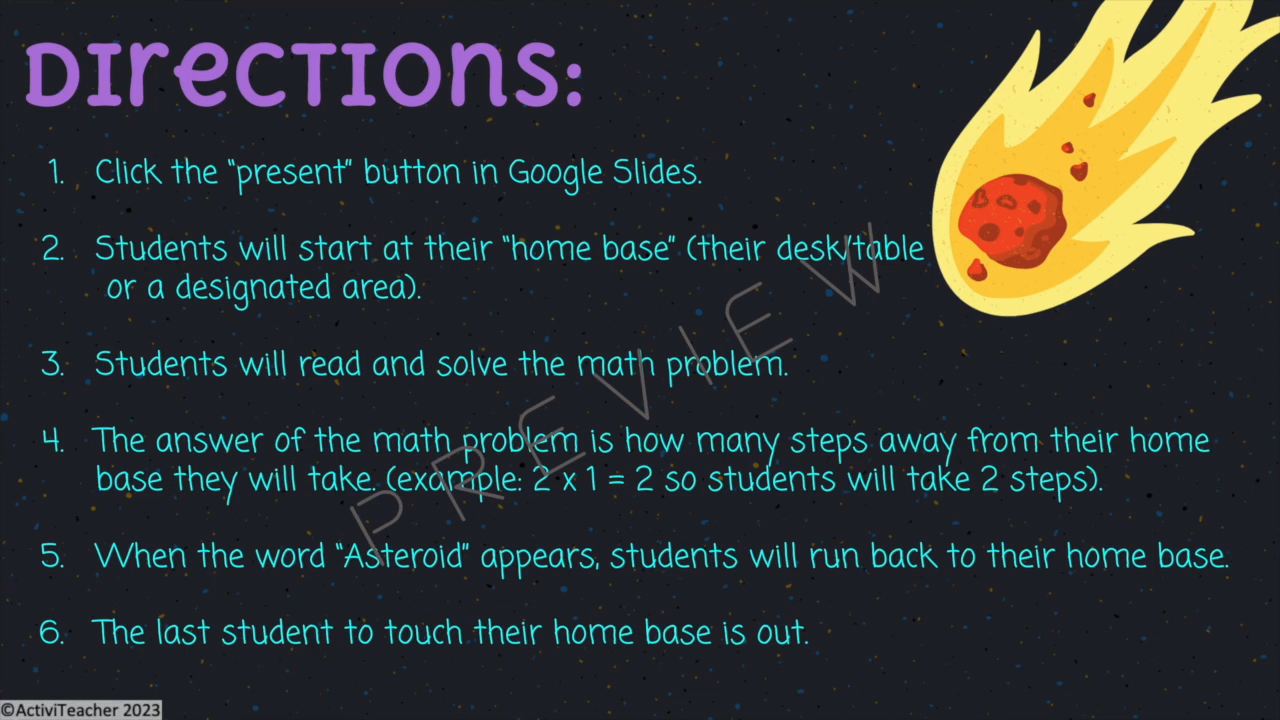 DIRECTIONS:
1. Click the “present” button in Google Slides.
2. Students will start at their “home base” (their desk/table
or a designated area).
3. Students will read and solve the math problem.
4. The answer of the math problem is how many steps away from their home
base they will take. (example: 2 x 1 = 2 so students will take 2 steps).
5. When the word “Asteroid” appears, students will run back to their home base.
6. The last student to touch their home base is out.
PREVIEW
©ActiviTeacher 2023